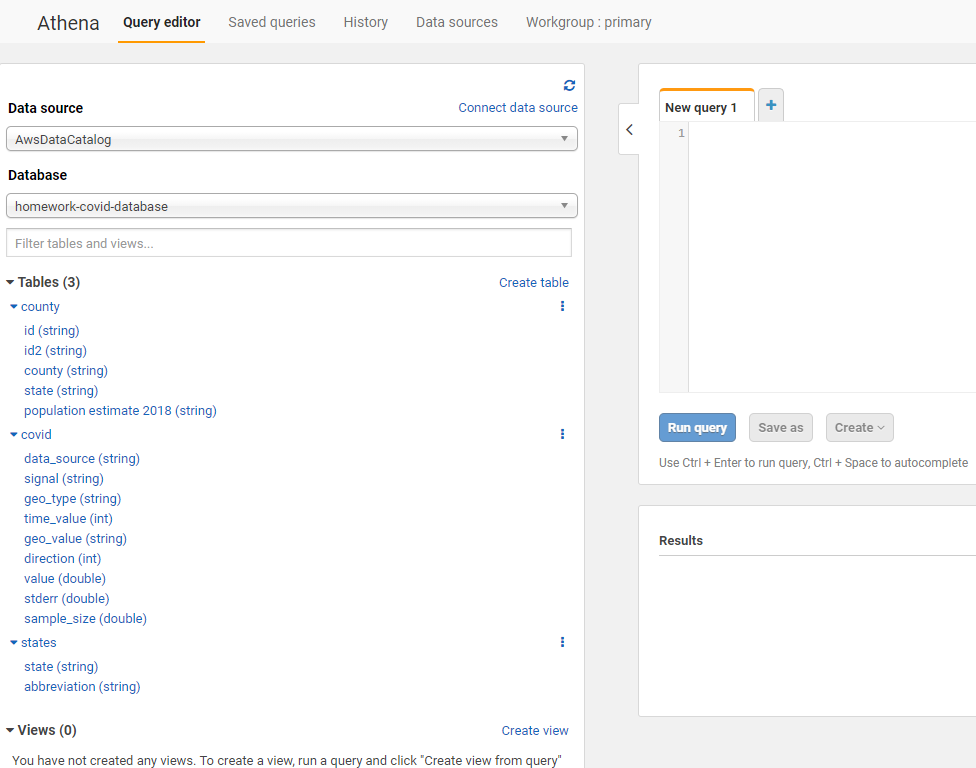 Athena Query editor Saved queries History Data sources Workgroup : primary
Data source Connect data source
AwsDataCatalog
Database
homework-covid-database
Filter tables and views...
Tables (3) Create table
county
id (string)
id2 (string)
county (string)
state (string)
population estimate 2018 (string)
covid
data_source (string)
signal (string)
geo_type (string)
time_value (int)
geo_value (string)
direction (int)
value (double)
stderr (double)
sample_size (double)
states
state (string)
abbreviation (string)
Views (0) Create view
You have not created any views. To create a view, run a query and click "Create view from query"
New query 1 +
1
Run query Save as Create
Use Ctrl + Enter to run query, Ctrl + Space to autocomplete
Results